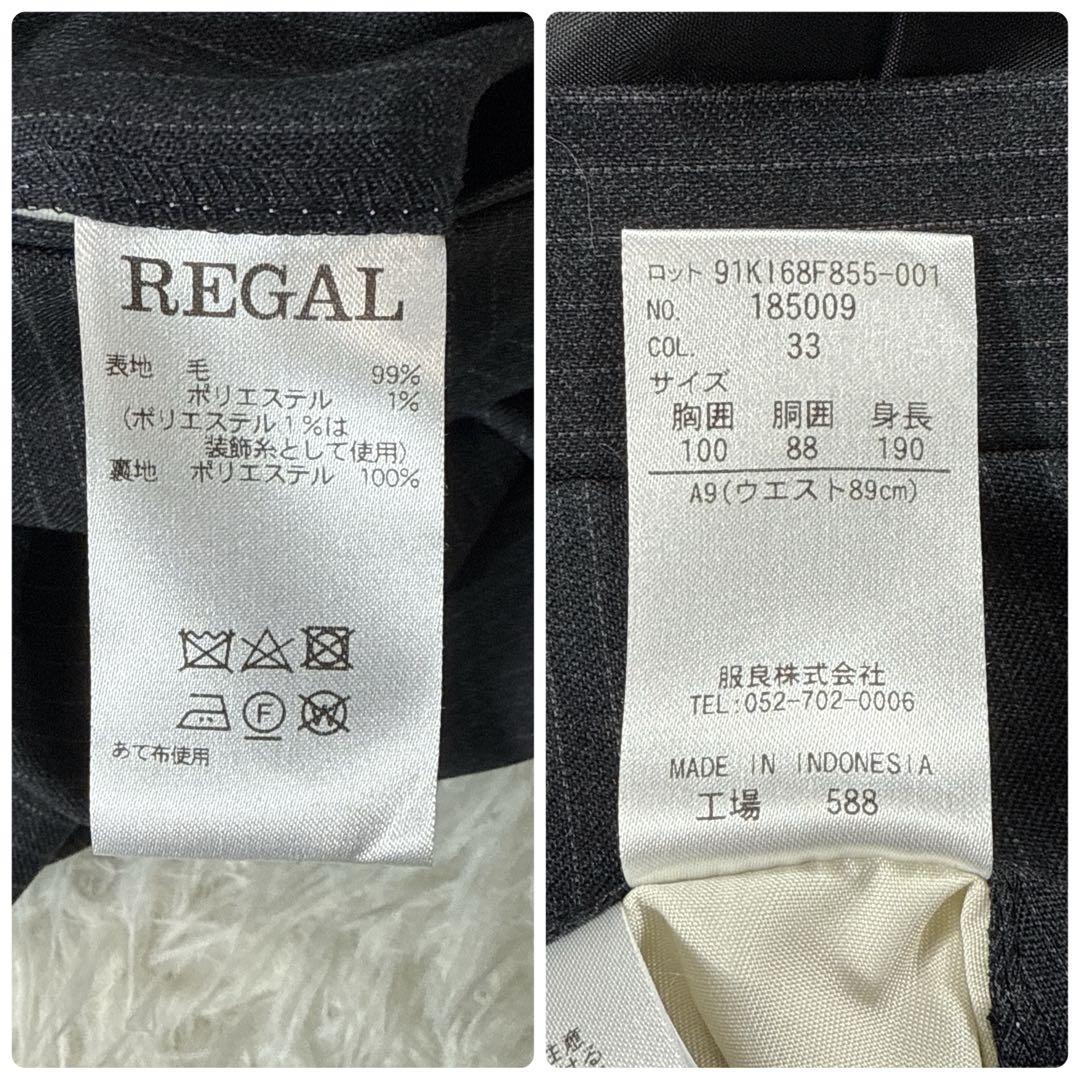 REGAL
表地 毛 99%
ポリエステル 1%
(ポリエステル1%は
装飾糸として使用)
裏地 ポリエステル 100%
F
W
あて布使用
ロット 91KI68F855-001
NO. 185009
COL. 33
サイズ
胸囲 胴囲 身長
100 88 190
A9(ウエスト89cm)
服良株式会社
TEL:052-702-0006
MADE IN INDONESIA
工場 588